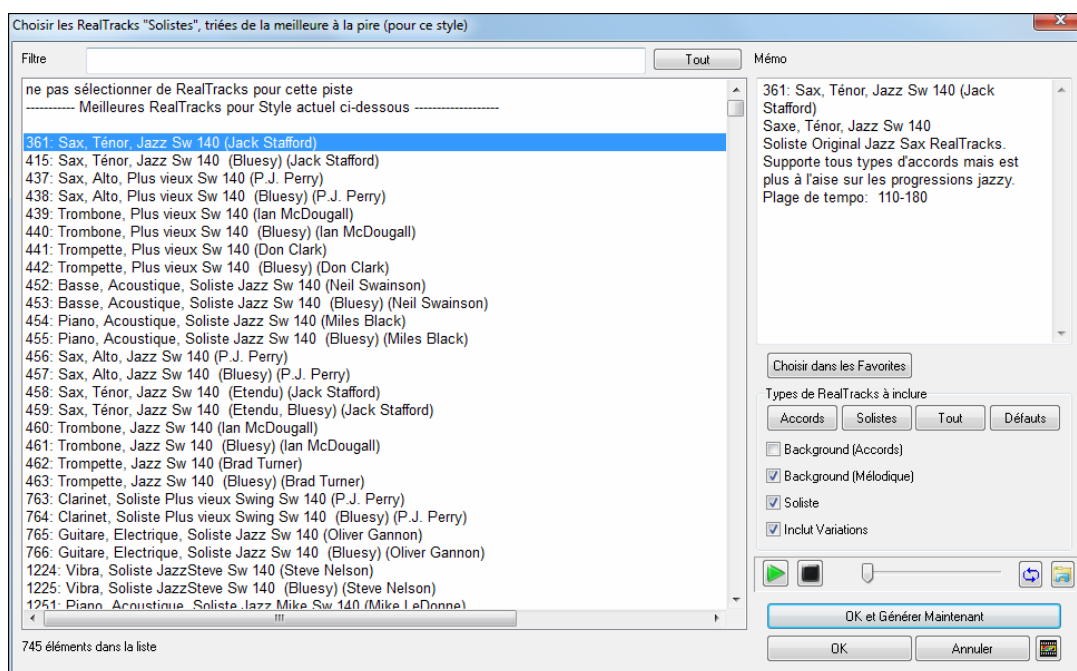 Choisir les RealTracks "Solistes", triées de la meilleure à la pire (pour ce style)
Filtre
Tout
Mémo
ne pas sélectionner de RealTracks pour cette piste
----------- Meilleures RealTracks pour Style actuel ci-dessous -------------------
361: Sax, Ténor, Jazz Sw 140 (Jack Stafford)
415: Sax, Ténor, Jazz Sw 140  (Bluesy) (Jack Stafford)
437: Sax, Alto, Plus vieux Sw 140 (P.J. Perry)
438: Sax, Alto, Plus vieux Sw 140  (Bluesy) (P.J. Perry)
439: Trombone, Plus vieux Sw 140 (Ian McDougall)
440: Trombone, Plus vieux Sw 140  (Bluesy) (Ian McDougall)
441: Trompette, Plus vieux Sw 140 (Don Clark)
442: Trompette, Plus vieux Sw 140  (Bluesy) (Don Clark)
452: Basse, Acoustique, Soliste Jazz Sw 140 (Neil Swainson)
453: Basse, Acoustique, Soliste Jazz Sw 140  (Bluesy) (Neil Swainson)
454: Piano, Acoustique, Soliste Jazz Sw 140 (Miles Black)
455: Piano, Acoustique, Soliste Jazz Sw 140  (Bluesy) (Miles Black)
456: Sax, Alto, Jazz Sw 140 (P.J. Perry)
457: Sax, Alto, Jazz Sw 140  (Bluesy) (P.J. Perry)
458: Sax, Ténor, Jazz Sw 140  (Etendu) (Jack Stafford)
459: Sax, Ténor, Jazz Sw 140  (Etendu, Bluesy) (Jack Stafford)
460: Trombone, Jazz Sw 140 (Ian McDougall)
461: Trombone, Jazz Sw 140  (Bluesy) (Ian McDougall)
462: Trompette, Jazz Sw 140 (Brad Turner)
463: Trompette, Jazz Sw 140  (Bluesy) (Brad Turner)
763: Clarinet, Soliste Plus vieux Swing Sw 140 (P.J. Perry)
764: Clarinet, Soliste Plus vieux Swing Sw 140  (Bluesy) (P.J. Perry)
765: Guitare, Electrique, Soliste Jazz Sw 140 (Oliver Gannon)
766: Guitare, Electrique, Soliste Jazz Sw 140  (Bluesy) (Oliver Gannon)
1224: Vibra, Soliste JazzSteve Sw 140 (Steve Nelson)
1225: Vibra, Soliste JazzSteve Sw 140  (Bluesy) (Steve Nelson)
1251: Piano, Acoustique, Soliste Jazz Mike Sw 140 (Mike LeDonne)
745 éléments dans la liste
361: Sax, Ténor, Jazz Sw 140 (Jack
Stafford)
Saxe, Ténor, Jazz Sw 140
Soliste Original Jazz Sax RealTracks.
Supporte tous types d'accords mais est
plus à l'aise sur les progressions jazzy.
Plage de tempo:  110-180
Choisir dans les Favorites
Types de RealTracks à inclure
Accords
Solistes
Tout
Défauts
Background (Accords)
Background (Mélodique)
Soliste
Inclut Variations
OK et Générer Maintenant
OK
Annuler